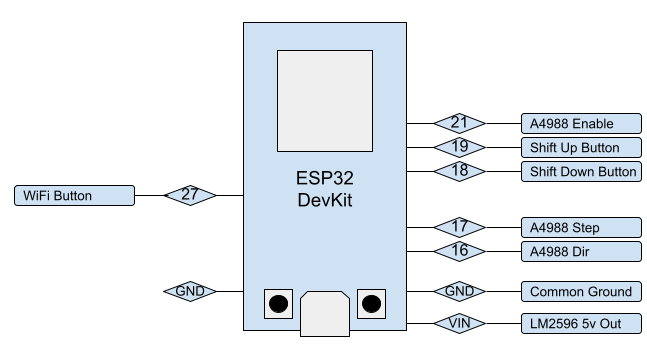 21 A4988 Enable
19 Shift Up Button
ESP32
DevKit
18 Shift Down Button
WiFi Button 27
17 A4988 Step
16 A4988 Dir
GND
GND Common Ground
VIN LM2596 5v Out